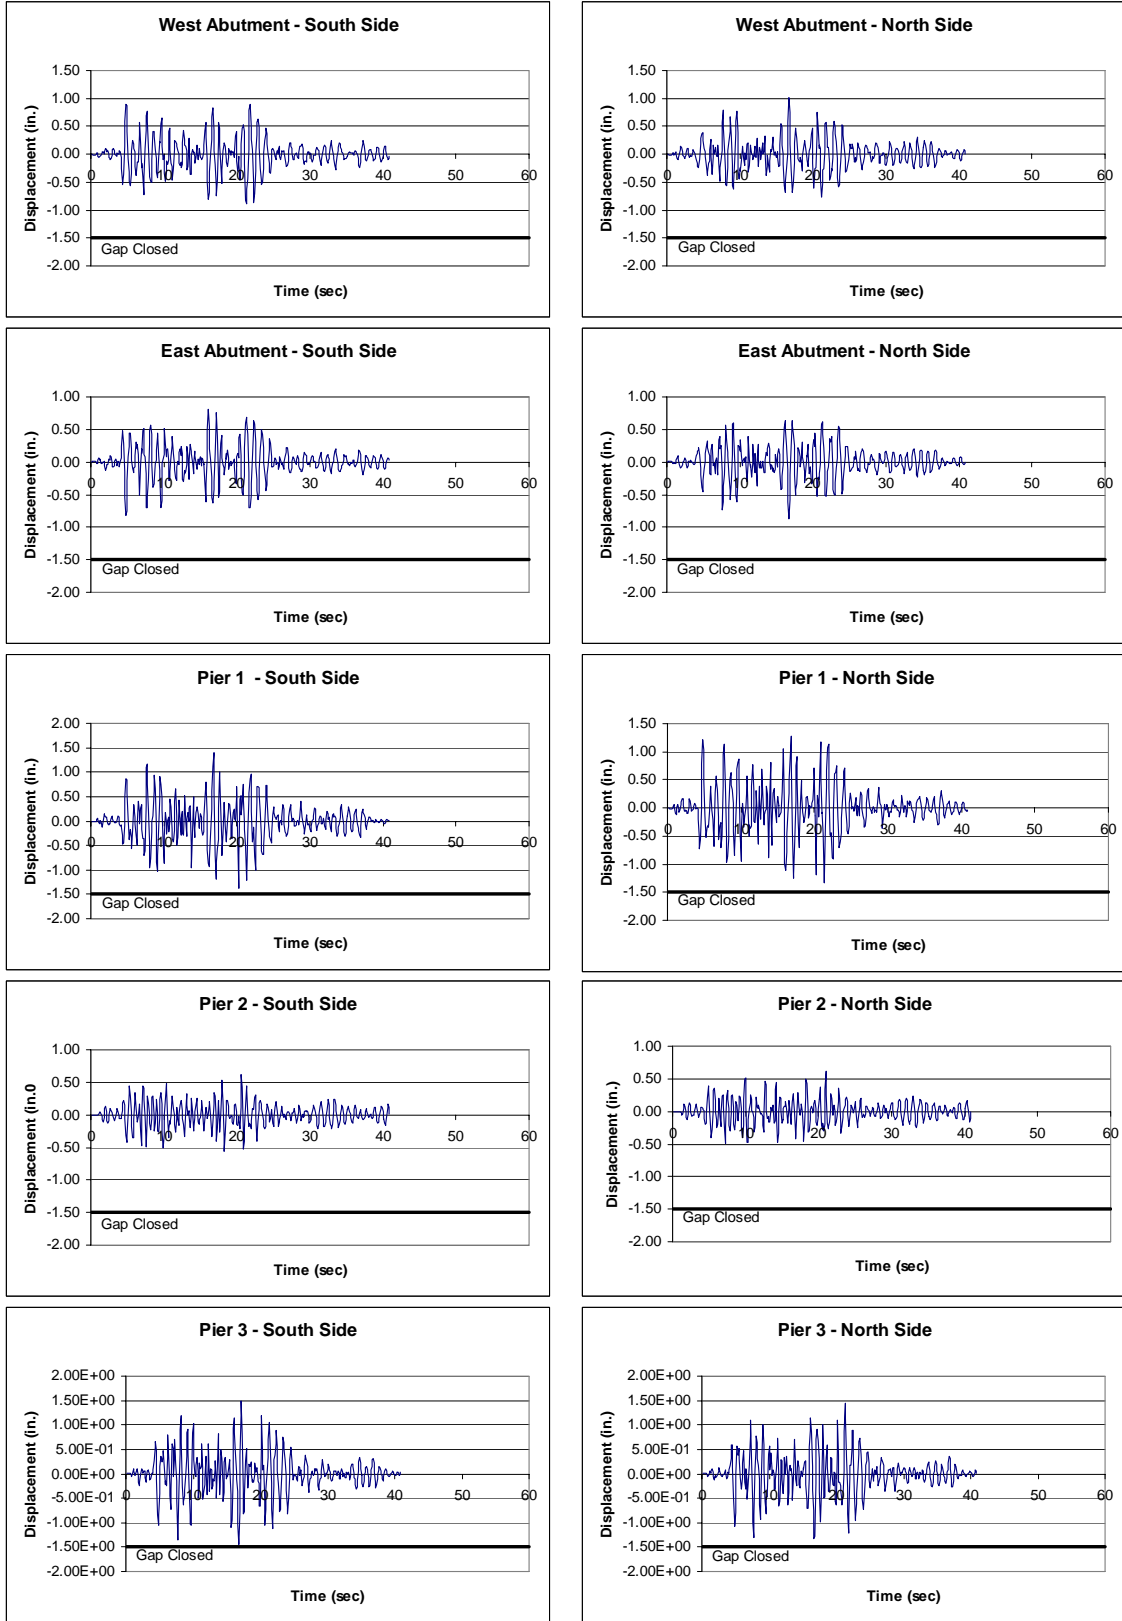 West Abutment - South Side
1.50
1.00
0.50
0.00
-0.50
-1.00
-1.50
-2.00
0 10 20 30 40 50 60
Displacement (in.)
Gap Closed
Time (sec)
West Abutment - North Side
1.50
1.00
0.50
0.00
-0.50
-1.00
-1.50
-2.00
0 10 20 30 40 50 60
Displacement (in.)
Gap Closed
Time (sec)
East Abutment - South Side
1.00
0.50
0.00
-0.50
-1.00
-1.50
-2.00
0 10 20 30 40 50 60
Displacement (in.)
Gap Closed
Time (sec)
East Abutment - North Side
1.00
0.50
0.00
-0.50
-1.00
-1.50
-2.00
0 10 20 30 40 50 60
Displacement (in.)
Gap Closed
Time (sec)
Pier 1 - South Side
2.00
1.50
1.00
0.50
0.00
-0.50
-1.00
-1.50
-2.00
0 10 20 30 40 50 60
Displacement (in.)
Gap Closed
Time (sec)
Pier 1 - North Side
1.50
1.00
0.50
0.00
-0.50
-1.00
-1.50
-2.00
0 10 20 30 40 50 60
Displacement (in.)
Gap Closed
Time (sec)
Pier 2 - South Side
1.00
0.50
0.00
-0.50
-1.00
-1.50
-2.00
0 10 20 30 40 50 60
Displacement (in.0
Gap Closed
Time (sec)
Pier 2 - North Side
1.00
0.50
0.00
-0.50
-1.00
-1.50
-2.00
0 10 20 30 40 50 60
Displacement (in.)
Gap Closed
Time (sec)
Pier 3 - South Side
2.00E+00
1.50E+00
1.00E+00
5.00E-01
0.00E+00
-5.00E-01
-1.00E+00
-1.50E+00
-2.00E+00
0 10 20 30 40 50 60
Displacement (in.)
Gap Closed
Time (sec)
Pier 3 - North Side
2.00E+00
1.50E+00
1.00E+00
5.00E-01
0.00E+00
-5.00E-01
-1.00E+00
-1.50E+00
-2.00E+00
0 10 20 30 40 50 60
Displacement (in.)
Gap Closed
Time (sec)